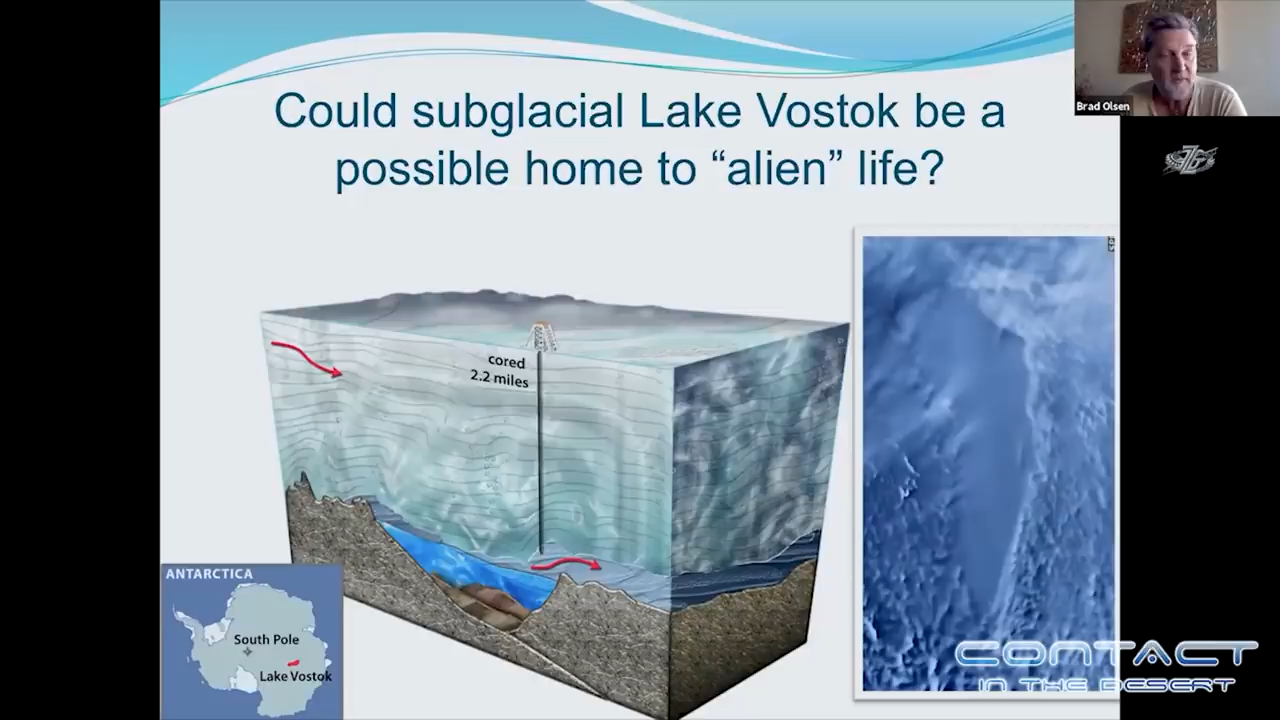 Could subglacial Lake Vostok be a
possible home to “alien” life?
Brad Olsen
cored
2.2 miles
ANTARCTICA
South Pole
Lake Vostok
CONTACT
IN THE DESERT